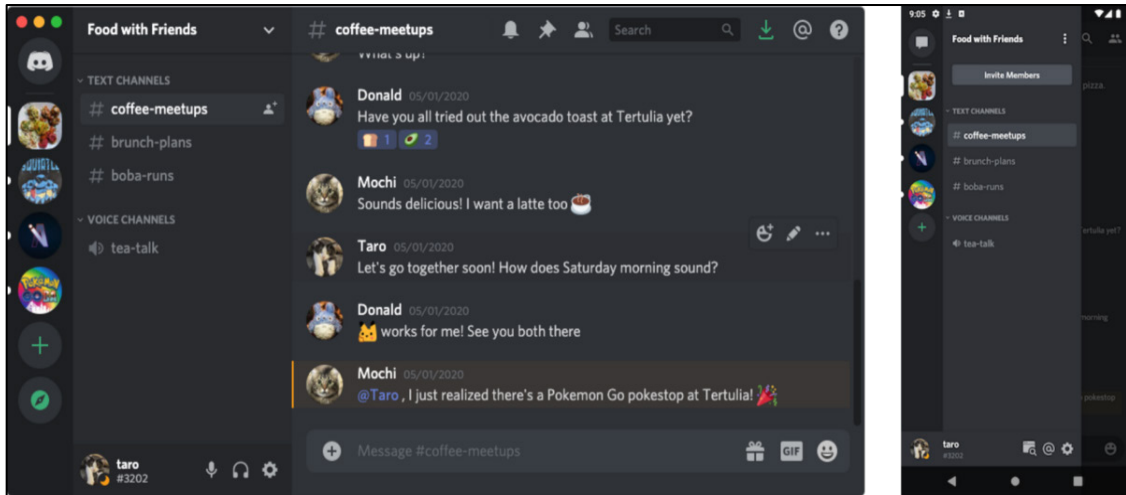 Food with Friends
TEXT CHANNELS
# coffee-meetups
# brunch-plans
# boba-runs
VOICE CHANNELS
tea-talk
taro
#3202
# coffee-meetups
Search
What's up?
Donald 05/01/2020
Have you all tried out the avocado toast at Tertulia yet?
1 2
Mochi 05/01/2020
Sounds delicious! I want a latte too
Taro 05/01/2020
Let's go together soon! How does Saturday morning sound?
Donald 05/01/2020
works for me! See you both there
Mochi 05/01/2020
@Taro , I just realized there's a Pokemon Go pokestop at Tertulia!
Message #coffee-meetups
GIF
9:05
Food with Friends
Invite Members
TEXT CHANNELS
# coffee-meetups
# brunch-plans
# boba-runs
VOICE CHANNELS
tea-talk
taro
#3202
pizza.
ertulia yet?
morning
pokestop